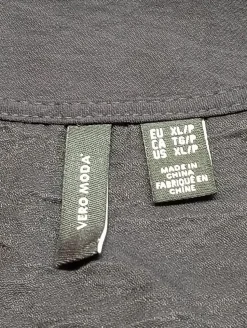 VERO MODA®
EU XL/P
CA TG/P
US XL/P
MADE IN
CHINA
FABRIQUÉ EN
CHINE